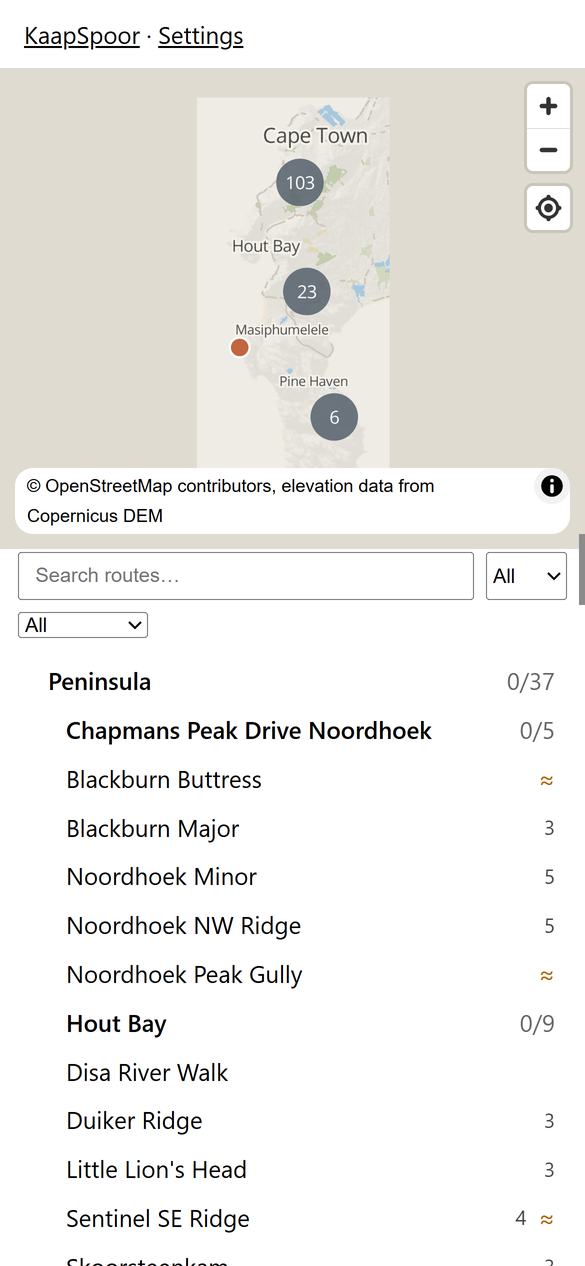 KaapSpoor · Settings
Cape Town
103
Hout Bay
23
Masiphumelele
Pine Haven
6
© OpenStreetMap contributors, elevation data from
Copernicus DEM
Search routes…
All
All
Peninsula 0/37
Chapmans Peak Drive Noordhoek 0/5
Blackburn Buttress ≈
Blackburn Major 3
Noordhoek Minor 5
Noordhoek NW Ridge 5
Noordhoek Peak Gully ≈
Hout Bay 0/9
Disa River Walk
Duiker Ridge 3
Little Lion's Head 3
Sentinel SE Ridge 4 ≈